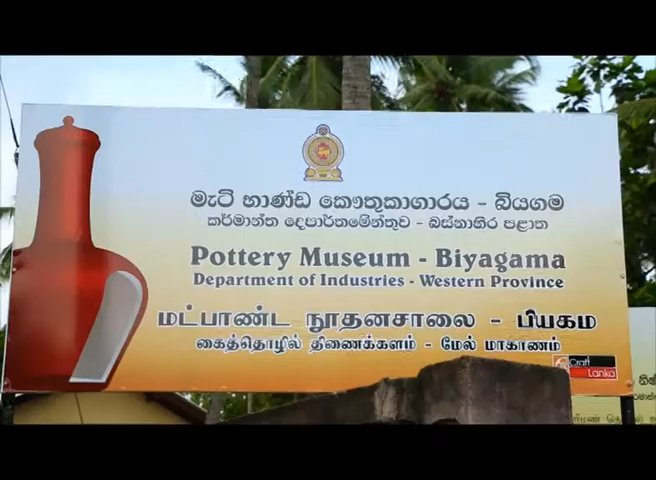 මැටි භාණ්ඩ කෞතුකාගාරය - බියගම
කර්මාන්ත දෙපාර්තමේන්තුව - බස්නාහිර පළාත
Pottery Museum - Biyagama
Department of Industries - Western Province
மட்பாண்ட நூதனசாலை - பியகம
கைத்தொழில் திணைக்களம் - மேல் மாகாணம்
Craft
Lanka